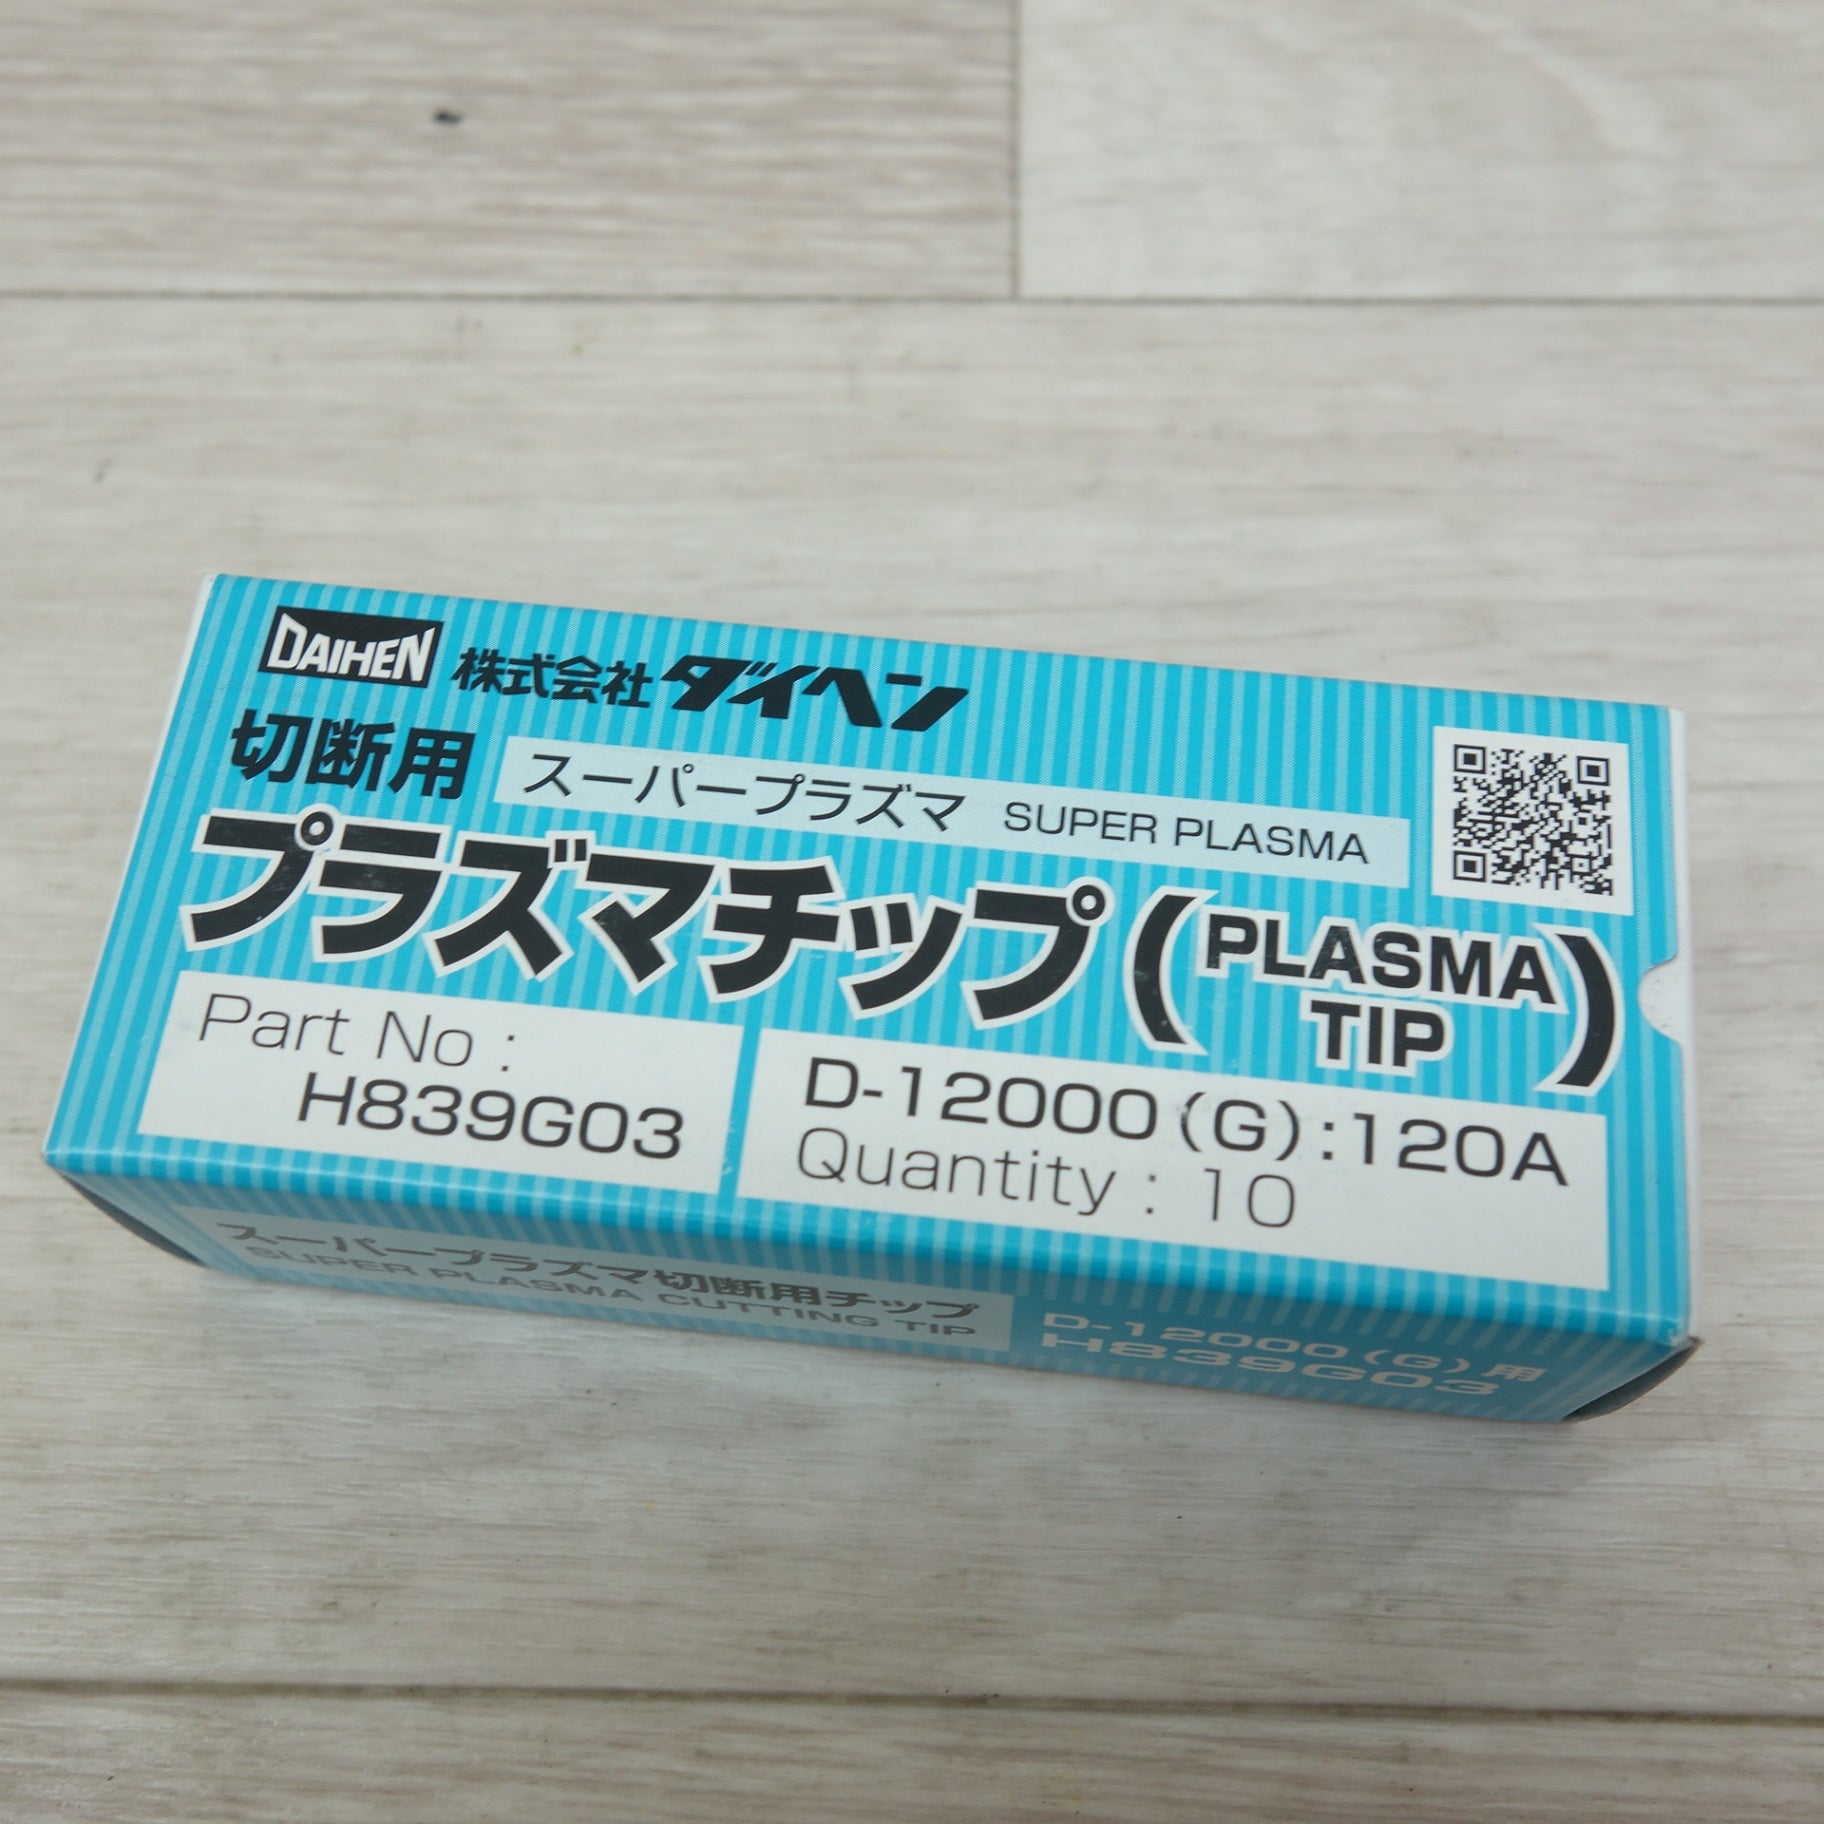 DAIHEN 株式会社ダイヘン
切断用 スーパープラズマ SUPER PLASMA
プラズマチップ(PLASMA TIP)
Part No :
H839G03
D-12000(G):120A
Quantity : 10
スーパープラズマ切断用チップ
SUPER PLASMA CUTTING TIP
D-12000(G)用
H839G03